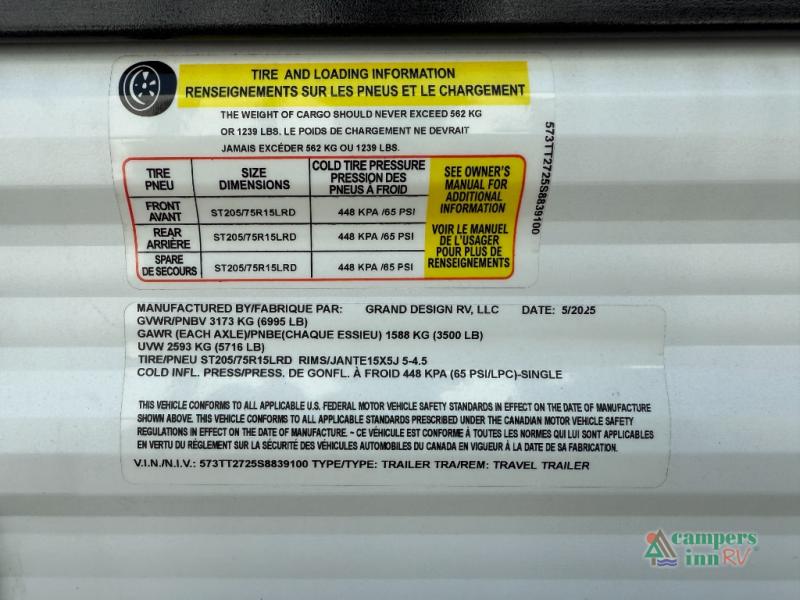 TIRE AND LOADING INFORMATION
RENSEIGNEMENTS SUR LES PNEUS ET LE CHARGEMENT
THE WEIGHT OF CARGO SHOULD NEVER EXCEED 562 KG
OR 1239 LBS. LE POIDS DE CHARGEMENT NE DEVRAIT
JAMAIS EXCÉDER 562 KG OU 1239 LBS.
TIRE
PNEU
SIZE
DIMENSIONS
COLD TIRE PRESSURE
PRESSION DES
PNEUS À FROID
FRONT
AVANT
ST205/75R15LRD
448 KPA /65 PSI
REAR
ARRIÈRE
ST205/75R15LRD
448 KPA /65 PSI
SPARE
DE SECOURS
ST205/75R15LRD
448 KPA /65 PSI
SEE OWNER'S
MANUAL FOR
ADDITIONAL
INFORMATION
VOIR LE MANUEL
DE L'USAGER
POUR PLUS DE
RENSEIGNEMENTS
573TT2725S8839100
MANUFACTURED BY/FABRIQUE PAR: GRAND DESIGN RV, LLC DATE: 5/2025
GVWR/PNBV 3173 KG (6995 LB)
GAWR (EACH AXLE)/PNBE(CHAQUE ESSIEU) 1588 KG (3500 LB)
UVW 2593 KG (5716 LB)
TIRE/PNEU ST205/75R15LRD RIMS/JANTE15X5J 5-4.5
COLD INFL. PRESS/PRESS. DE GONFL. À FROID 448 KPA (65 PSI/LPC)-SINGLE
THIS VEHICLE CONFORMS TO ALL APPLICABLE U.S. FEDERAL MOTOR VEHICLE SAFETY STANDARDS IN EFFECT ON THE DATE OF MANUFACTURE
SHOWN ABOVE. THIS VEHICLE CONFORMS TO ALL APPLICABLE STANDARDS PRESCRIBED UNDER THE CANADIAN MOTOR VEHICLE SAFETY
REGULATIONS IN EFFECT ON THE DATE OF MANUFACTURE. - CE VÉHICULE EST CONFORME À TOUTES LES NORMES QUI LUI SONT APPLICABLES
EN VERTU DU RÈGLEMENT SUR LA SÉCURITÉ DES VÉHICULES AUTOMOBILES DU CANADA EN VIGUEUR À LA DATE DE SA FABRICATION.
V.I.N./N.I.V.: 573TT2725S8839100 TYPE/TYPE: TRAILER TRA/REM: TRAVEL TRAILER
campers
inn RV